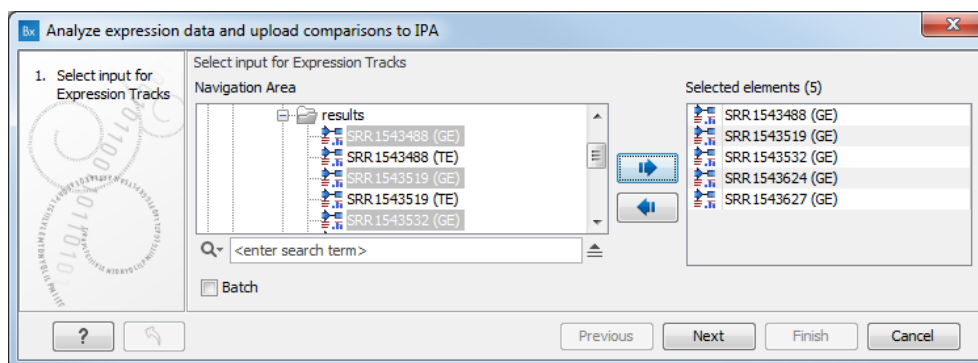 Bx Analyze expression data and upload comparisons to IPA
1. Select input for
Expression Tracks
Select input for Expression Tracks
Navigation Area
results
SRR1543488 (GE)
SRR1543488 (TE)
SRR1543519 (GE)
SRR1543519 (TE)
SRR1543532 (GE)
<enter search term>
Batch
Selected elements (5)
SRR1543488 (GE)
SRR1543519 (GE)
SRR1543532 (GE)
SRR1543624 (GE)
SRR1543627 (GE)
?
Previous
Next
Finish
Cancel